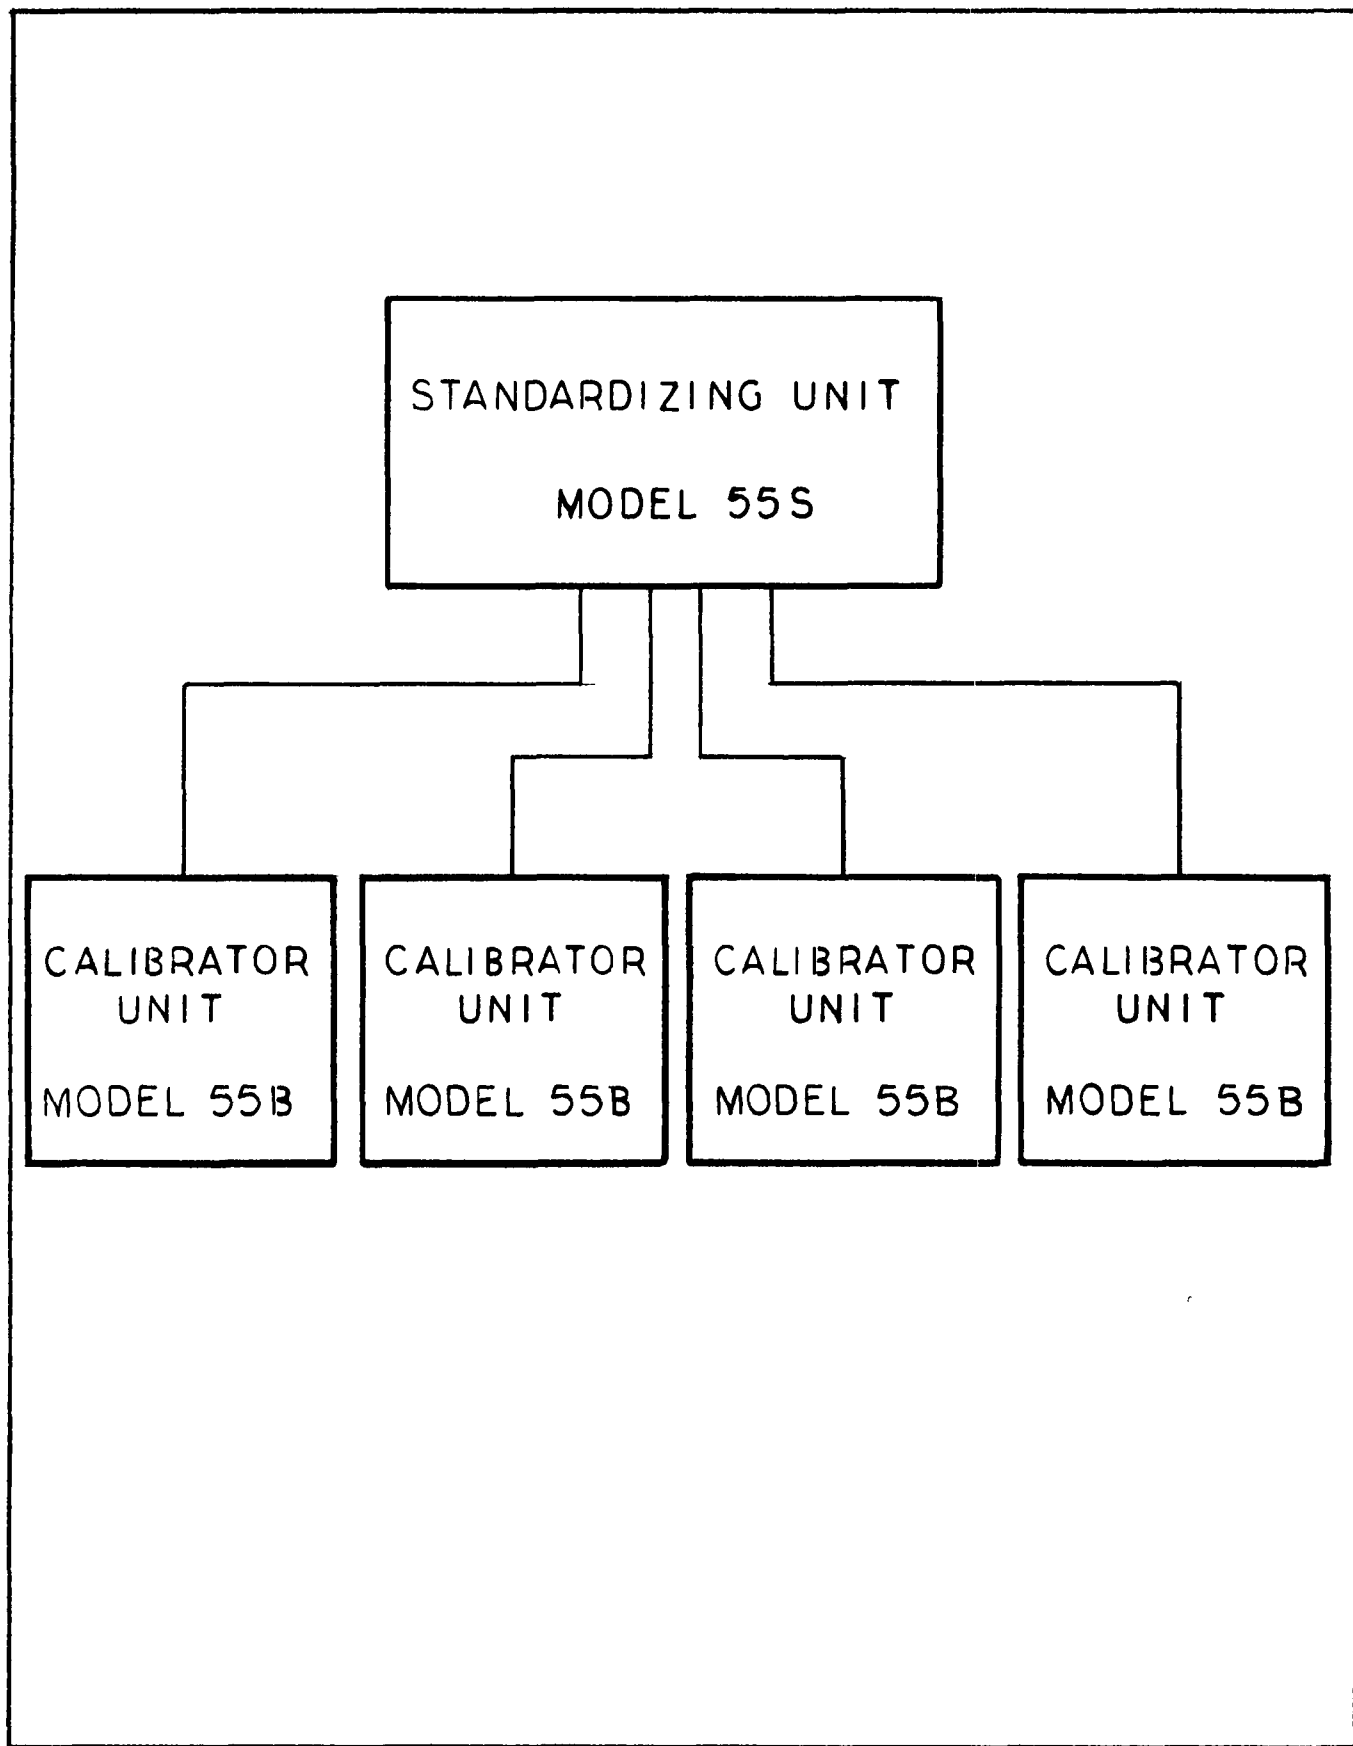 STANDARDIZING UNIT
MODEL 55S
CALIBRATOR
UNIT
MODEL 55B
CALIBRATOR
UNIT
MODEL 55B
CALIBRATOR
UNIT
MODEL 55B
CALIBRATOR
UNIT
MODEL 55B